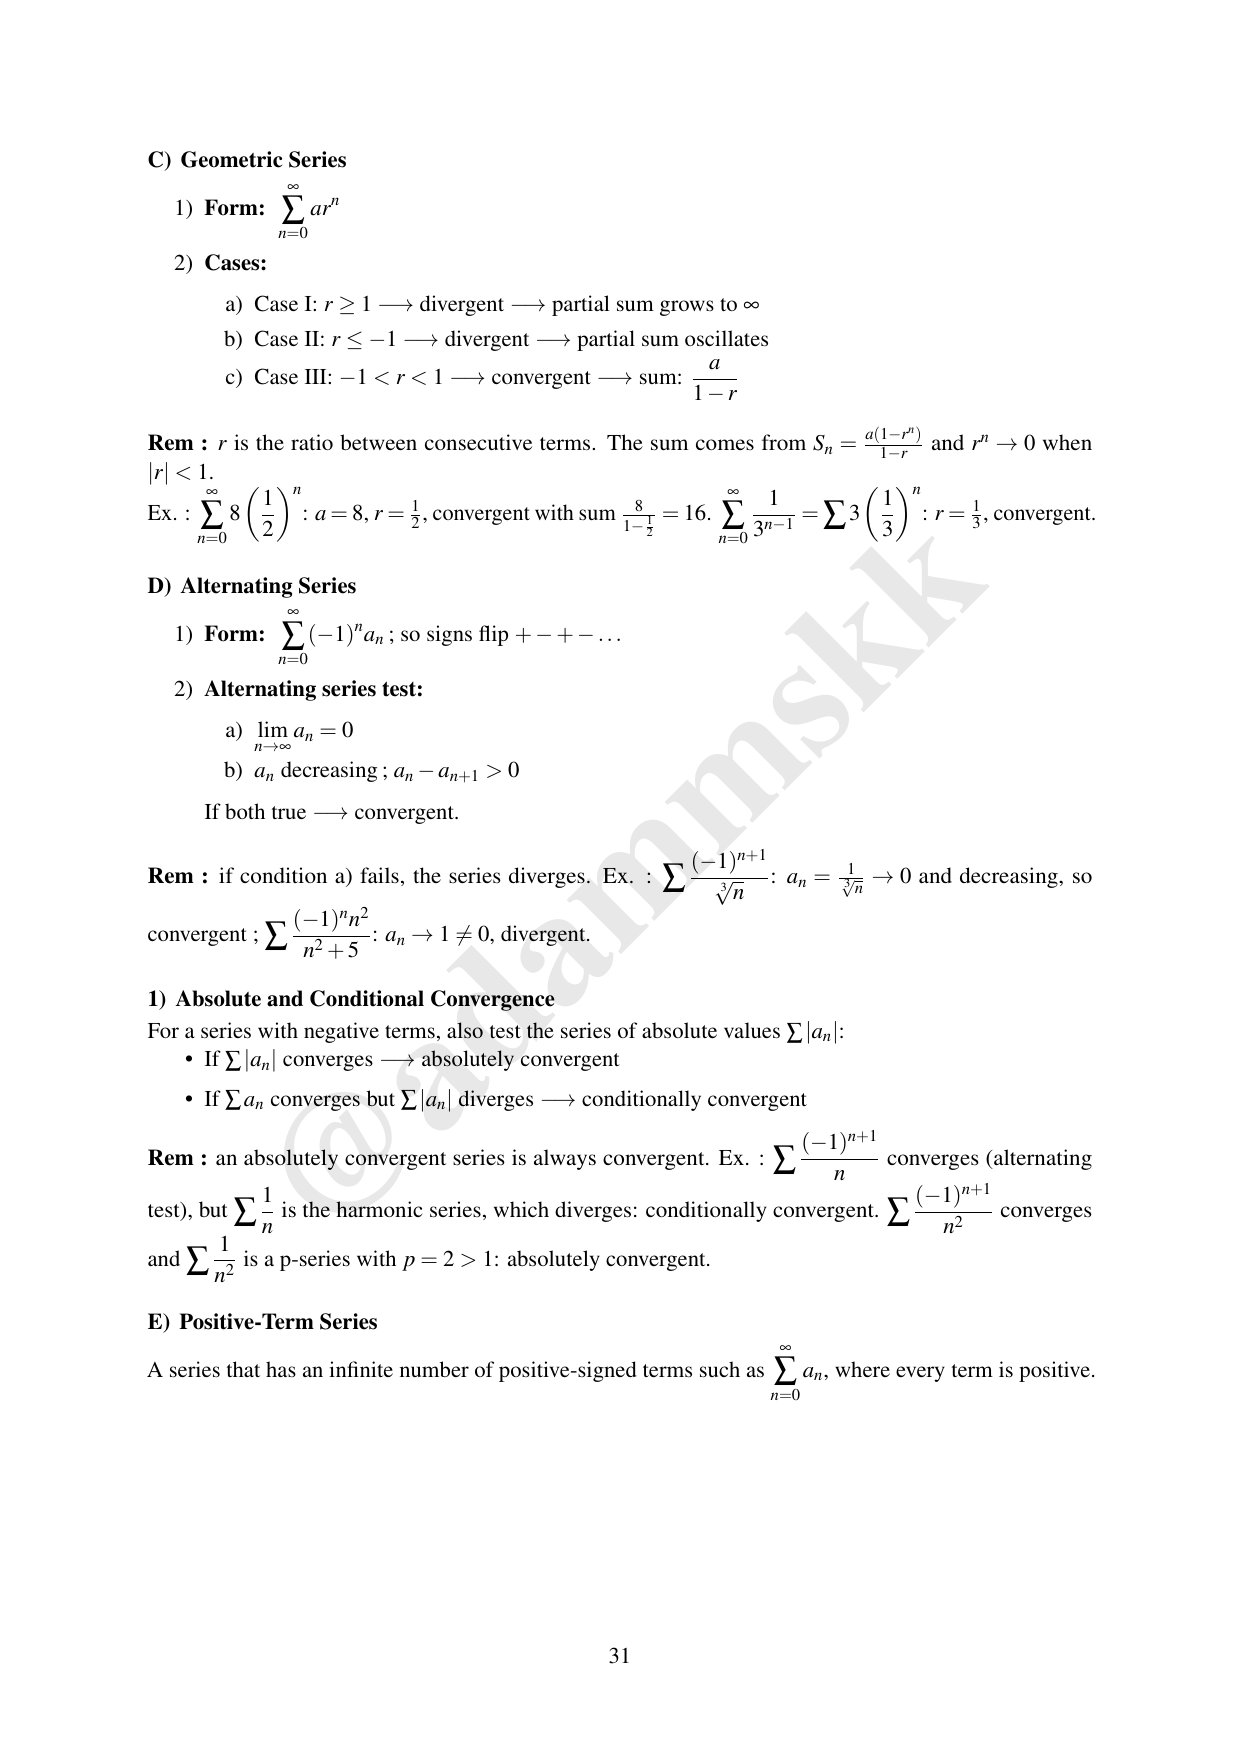 C) Geometric Series
1) Form: ∑_{n=0}^{∞} ar^n
2) Cases:
a) Case I: r ≥ 1 ⟶ divergent ⟶ partial sum grows to ∞
b) Case II: r ≤ −1 ⟶ divergent ⟶ partial sum oscillates
c) Case III: −1 < r < 1 ⟶ convergent ⟶ sum: a/(1 − r)
Rem : r is the ratio between consecutive terms. The sum comes from S_n = a(1−r^n)/(1−r) and r^n → 0 when
|r| < 1.
Ex. : ∑_{n=0}^{∞} 8(1/2)^n : a = 8, r = 1/2, convergent with sum 8/(1−1/2) = 16. ∑_{n=0}^{∞} 1/3^{n−1} = ∑ 3(1/3)^n : r = 1/3, convergent.
D) Alternating Series
1) Form: ∑_{n=0}^{∞} (−1)^n a_n ; so signs flip + − + − …
2) Alternating series test:
a) lim_{n→∞} a_n = 0
b) a_n decreasing ; a_n − a_{n+1} > 0
If both true ⟶ convergent.
Rem : if condition a) fails, the series diverges. Ex. : ∑ (−1)^{n+1}/∛n : a_n = 1/∛n → 0 and decreasing, so
convergent ; ∑ (−1)^n n^2/(n^2 + 5) : a_n → 1 ≠ 0, divergent.
1) Absolute and Conditional Convergence
For a series with negative terms, also test the series of absolute values ∑ |a_n|:
• If ∑ |a_n| converges ⟶ absolutely convergent
• If ∑ a_n converges but ∑ |a_n| diverges ⟶ conditionally convergent
Rem : an absolutely convergent series is always convergent. Ex. : ∑ (−1)^{n+1}/n converges (alternating
test), but ∑ 1/n is the harmonic series, which diverges: conditionally convergent. ∑ (−1)^{n+1}/n^2 converges
and ∑ 1/n^2 is a p-series with p = 2 > 1: absolutely convergent.
E) Positive-Term Series
A series that has an infinite number of positive-signed terms such as ∑_{n=0}^{∞} a_n, where every term is positive.
31
@adammskk